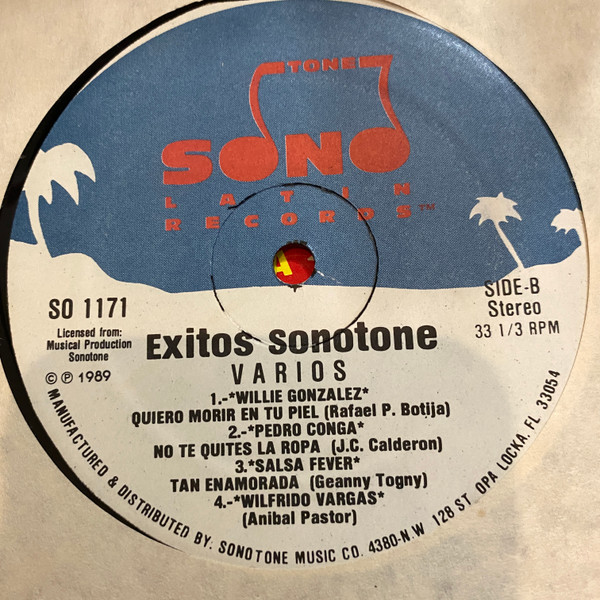 TONE
SONO
LATIN
RECORDS™
SO 1171
Licensed from:
Musical Production
Sonotone
© ℗ 1989
SIDE-B
Stereo
33 1/3 RPM
Exitos sonotone
VARIOS
1.-*WILLIE GONZALEZ*
QUIERO MORIR EN TU PIEL (Rafael P. Botija)
2.-*PEDRO CONGA*
NO TE QUITES LA ROPA (J.C. Calderon)
3.*SALSA FEVER*
TAN ENAMORADA (Geanny Togny)
4.-*WILFRIDO VARGAS*
(Anibal Pastor)
MANUFACTURED & DISTRIBUTED BY. SONOTONE MUSIC CO. 4380-N.W 128 ST. OPA LOCKA, FL 33054
A